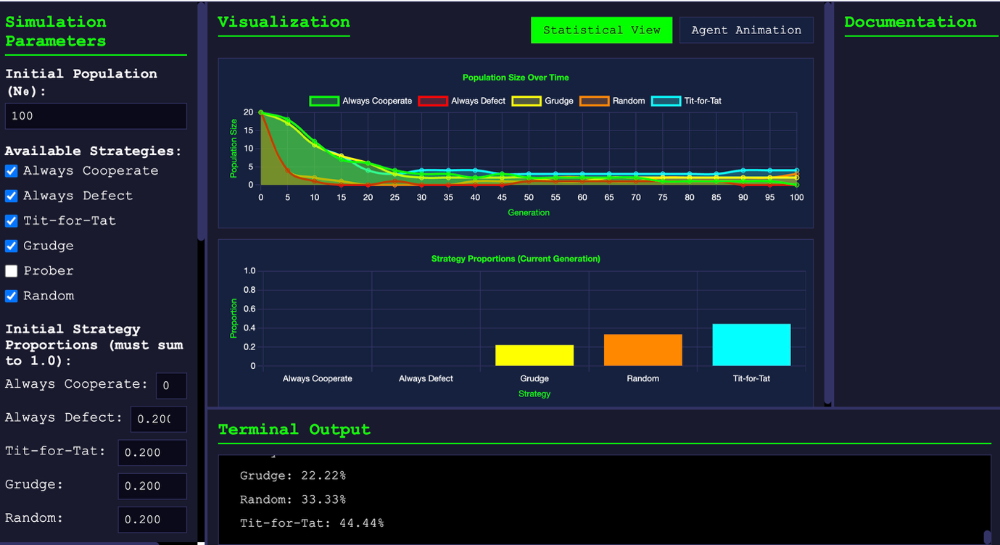 Simulation
Parameters
Initial Population
(N₀):
100
Available Strategies:
Always Cooperate
Always Defect
Tit-for-Tat
Grudge
Prober
Random
Initial Strategy
Proportions (must sum
to 1.0):
Always Cooperate: 0
Always Defect: 0.200
Tit-for-Tat: 0.200
Grudge: 0.200
Random: 0.200
Visualization
Statistical View
Agent Animation
Population Size Over Time
Always Cooperate Always Defect Grudge Random Tit-for-Tat
Population Size
20
15
10
5
0
0 5 10 15 20 25 30 35 40 45 50 55 60 65 70 75 80 85 90 95 100
Generation
Strategy Proportions (Current Generation)
Proportion
1.0
0.8
0.6
0.4
0.2
0
Always Cooperate Always Defect Grudge Random Tit-for-Tat
Strategy
Terminal Output
Grudge: 22.22%
Random: 33.33%
Tit-for-Tat: 44.44%
Documentation